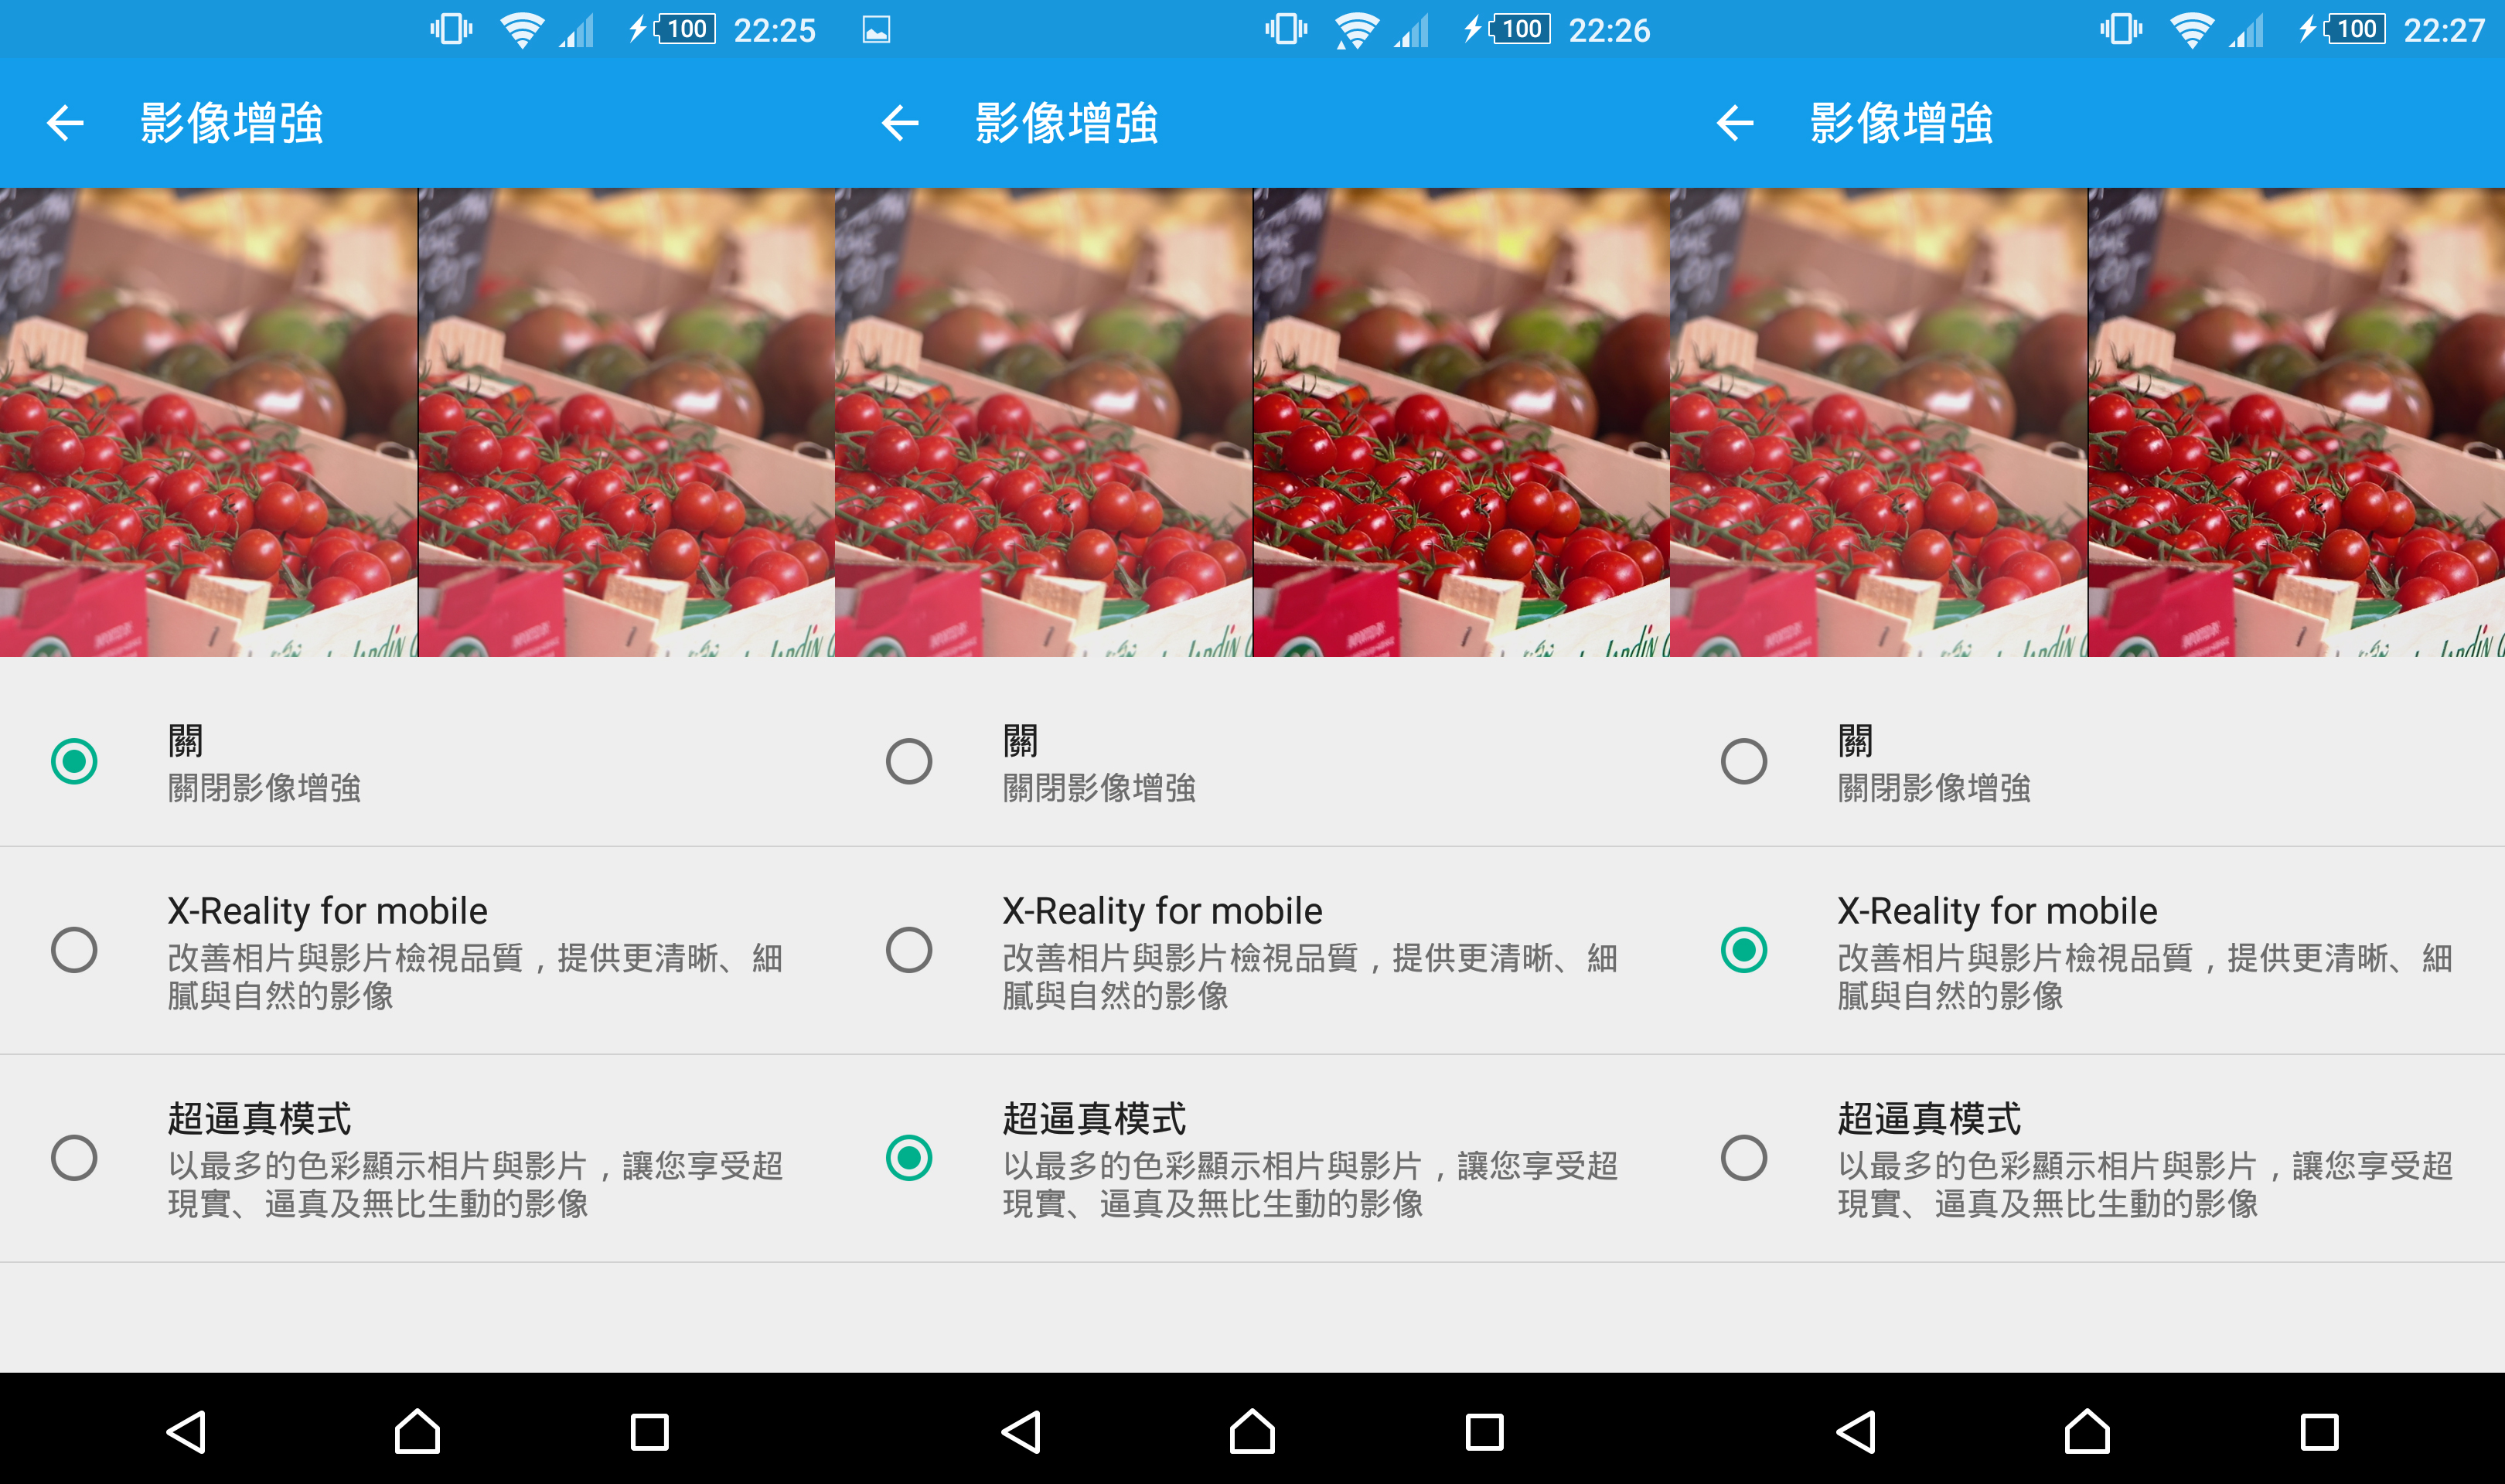 100 22:25
影像增強
關
關閉影像增強
X-Reality for mobile
改善相片與影片檢視品質，提供更清晰、細
膩與自然的影像
超逼真模式
以最多的色彩顯示相片與影片，讓您享受超
現實、逼真及無比生動的影像
100 22:26
影像增強
關
關閉影像增強
X-Reality for mobile
改善相片與影片檢視品質，提供更清晰、細
膩與自然的影像
超逼真模式
以最多的色彩顯示相片與影片，讓您享受超
現實、逼真及無比生動的影像
100 22:27
影像增強
關
關閉影像增強
X-Reality for mobile
改善相片與影片檢視品質，提供更清晰、細
膩與自然的影像
超逼真模式
以最多的色彩顯示相片與影片，讓您享受超
現實、逼真及無比生動的影像